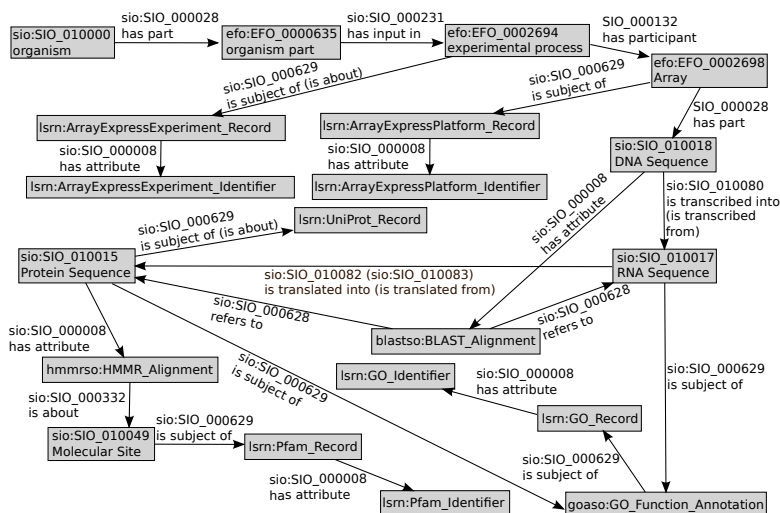 sio:SIO_010000
organism
sio:SIO_000028
has part
efo:EFO_0000635
organism part
sio:SIO_000231
has input in
efo:EFO_0002694
experimental process
SIO_000132
has participant
efo:EFO_0002698
Array
sio:SIO_000629
is subject of (is about)
sio:SIO_000629
is subject of
SIO_000028
has part
lsrn:ArrayExpressExperiment_Record
lsrn:ArrayExpressPlatform_Record
sio:SIO_000008
has attribute
sio:SIO_000008
has attribute
sio:SIO_010018
DNA Sequence
lsrn:ArrayExpressExperiment_Identifier
lsrn:ArrayExpressPlatform_Identifier
sio:SIO_000008
has attribute
sio:SIO_010080
is transcribed into
(is transcribed
from)
sio:SIO_000629
is subject of (is about)
lsrn:UniProt_Record
sio:SIO_010015
Protein Sequence
sio:SIO_010082 (sio:SIO_010083)
is translated into (is translated from)
sio:SIO_010017
RNA Sequence
sio:SIO_000628
refers to
sio:SIO_000628
refers to
blastso:BLAST_Alignment
sio:SIO_000008
has attribute
hmmrso:HMMR_Alignment
sio:SIO_000629
is subject of
lsrn:GO_Identifier
sio:SIO_000008
has attribute
sio:SIO_000629
is subject of
sio:SIO_000332
is about
lsrn:GO_Record
sio:SIO_010049
Molecular Site
sio:SIO_000629
is subject of
lsrn:Pfam_Record
sio:SIO_000629
is subject of
sio:SIO_000008
has attribute
lsrn:Pfam_Identifier
goaso:GO_Function_Annotation